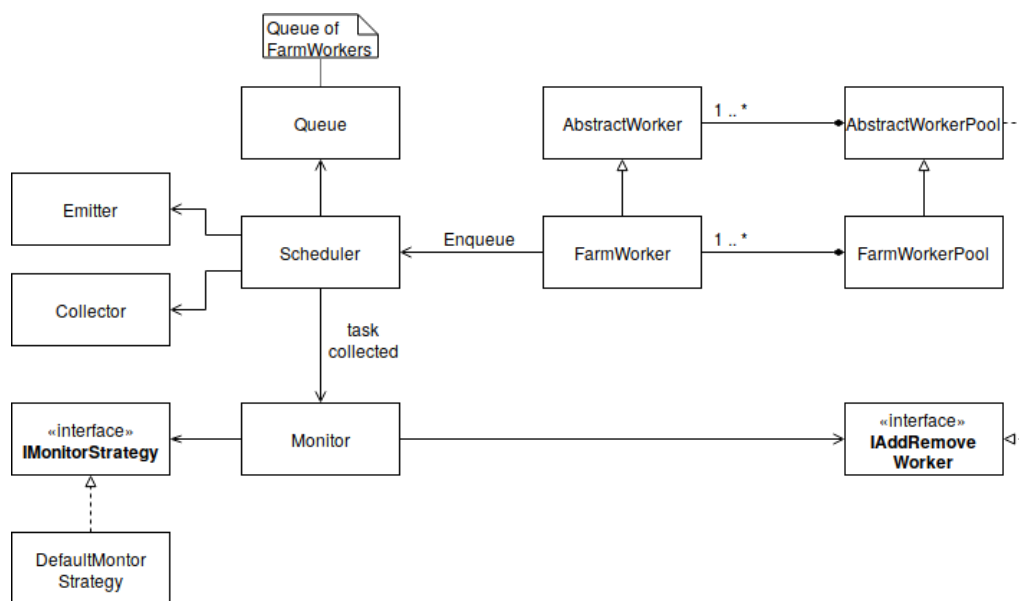 Queue of
FarmWorkers
Queue
AbstractWorker
1 .. *
AbstractWorkerPool
Emitter
Scheduler
Enqueue
FarmWorker
1 .. *
FarmWorkerPool
Collector
task
collected
«interface»
IMonitorStrategy
Monitor
«interface»
IAddRemove
Worker
DefaultMontor
Strategy